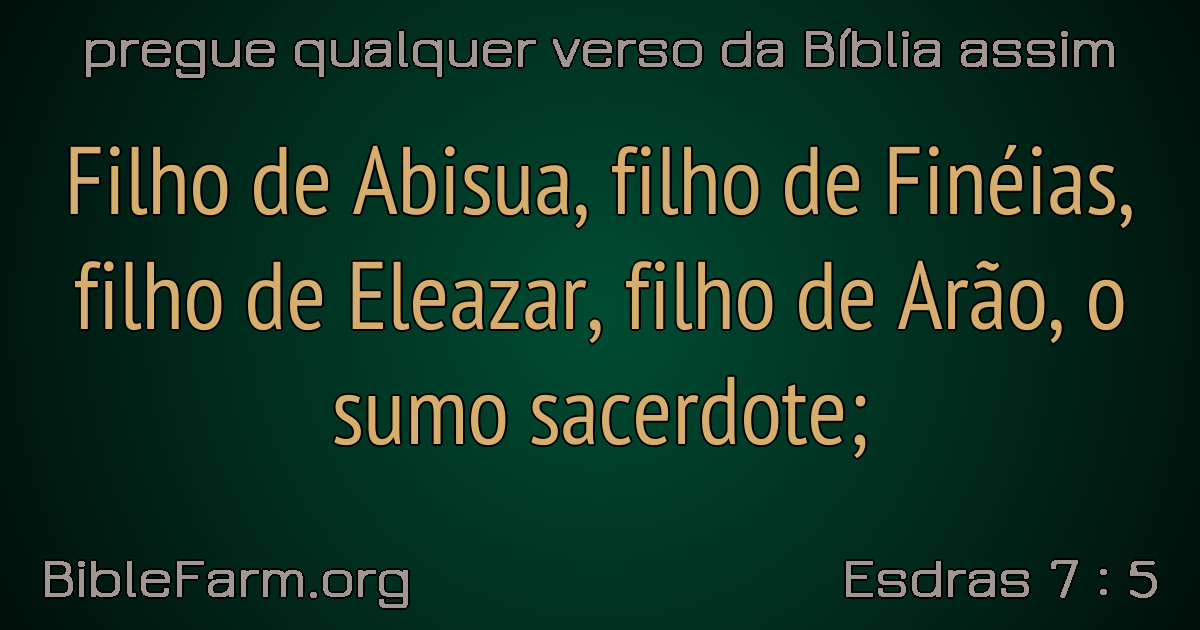 pregue qualquer verso da Bíblia assim
Filho de Abisua, filho de Finéias,
filho de Eleazar, filho de Arão, o
sumo sacerdote;
BibleFarm.org
Esdras 7 : 5